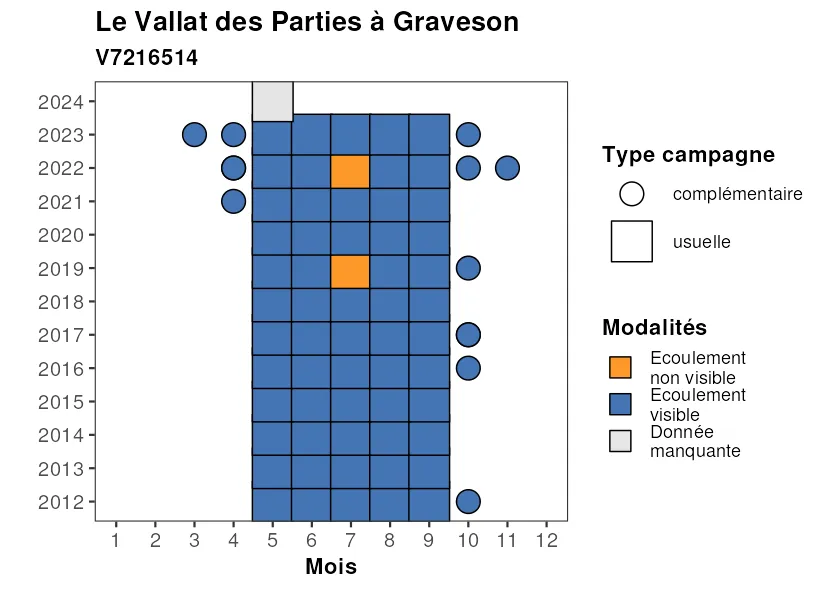 Le Vallat des Parties à Graveson
V7216514
2024
2023
2022
2021
2020
2019
2018
2017
2016
2015
2014
2013
2012
1 2 3 4 5 6 7 8 9 10 11 12
Mois
Type campagne
complémentaire
usuelle
Modalités
Ecoulement
non visible
Ecoulement
visible
Donnée
manquante